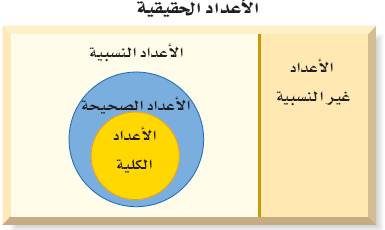 الأعداد الحقيقية
الأعداد
غير النسبية
الأعداد النسبية
الأعداد الصحيحة
الأعداد
الكلية